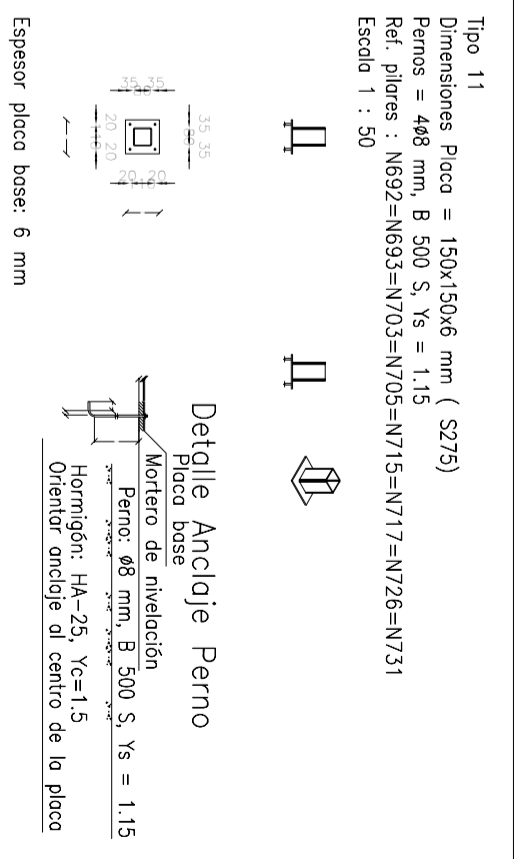 Tipo 11
Dimensiones Placa = 150x150x6 mm ( S275)
Pernos = 4ø8 mm, B 500 S, Ys = 1.15
Ref. pilares : N692=N693=N703=N705=N715=N717=N726=N731
Escala 1 : 50
35 35
35 35
20 20
110
20 20
Espesor placa base: 6 mm
Detalle Anclaje Perno
Placa base
Mortero de nivelación
Perno: ø8 mm, B 500 S, Ys = 1.15
Hormigón: HA-25, Yc=1.5
Orientar anclaje al centro de la placa